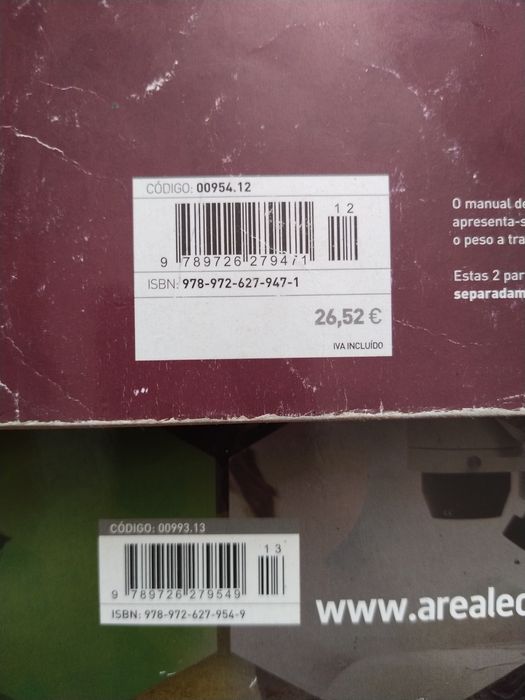 CÓDIGO: 00954.12
12
9 789726 279471
ISBN: 978-972-627-947-1
26,52 €
IVA INCLUÍDO
O manual de
apresenta-s
o peso a tra
Estas 2 par
separadam
CÓDIGO: 00993.13
13
9 789726 279549
ISBN: 978-972-627-954-9
www.arealed